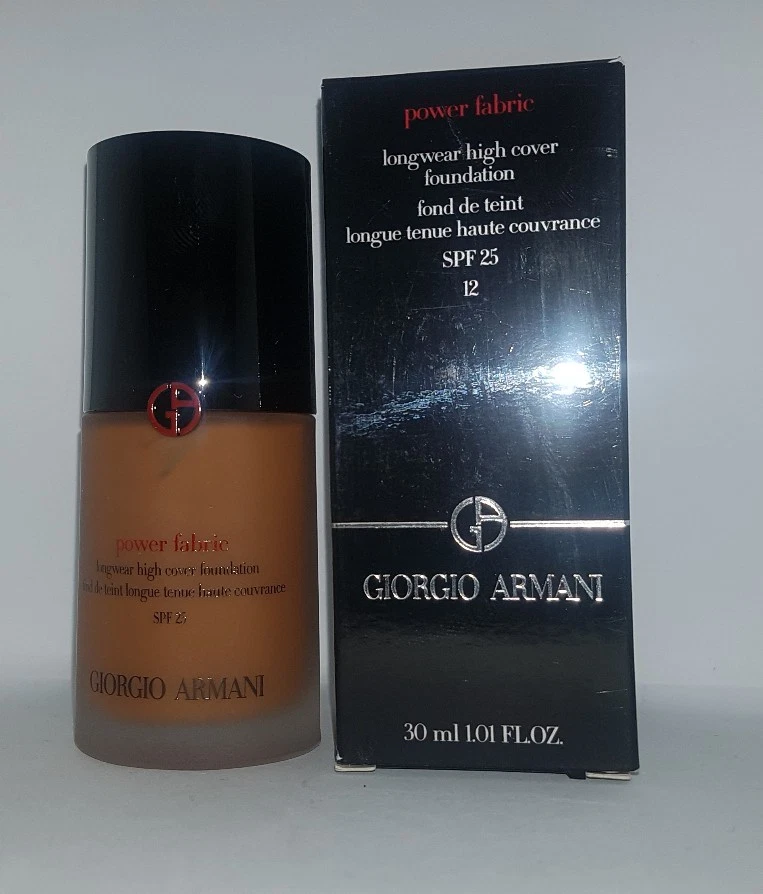 power fabric
longwear high cover
foundation
fond de teint
longue tenue haute couvrance
SPF 25
12
GA
GIORGIO ARMANI
30 ml 1.01 FL.OZ.
GA
power fabric
longwear high cover foundation
fond de teint longue tenue haute couvrance
SPF 25
GIORGIO ARMANI